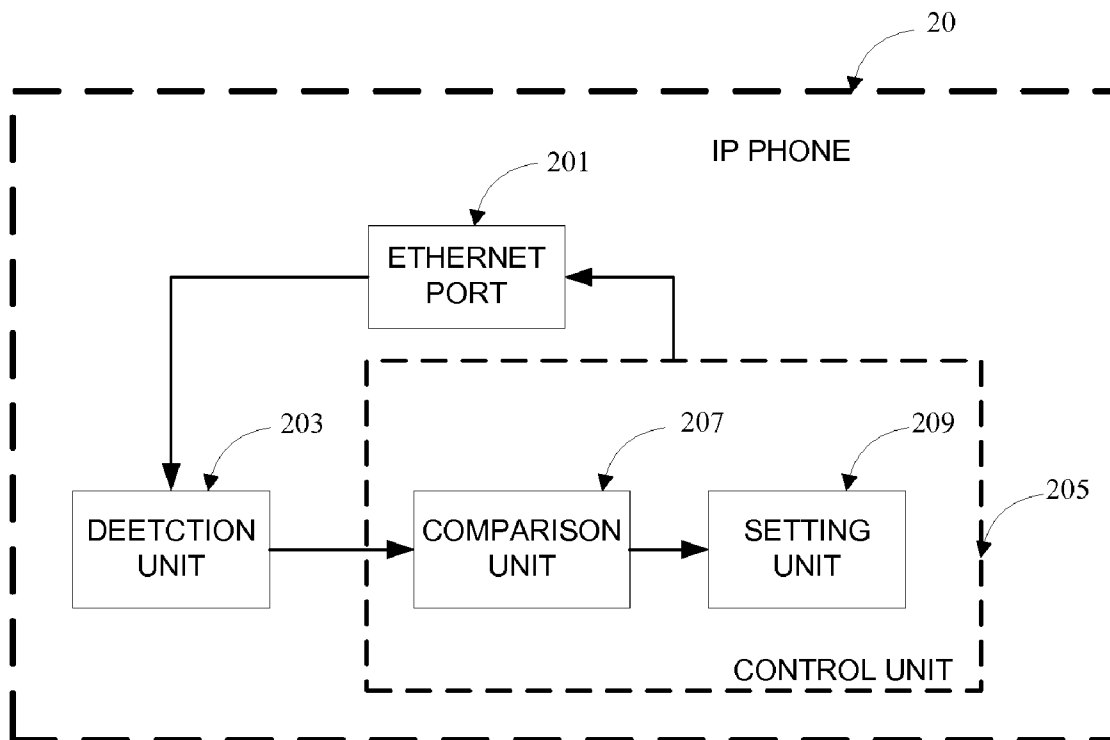 20
IP PHONE
201
ETHERNET
PORT
203
207
209
205
DEETCTION
UNIT
COMPARISON
UNIT
SETTING
UNIT
CONTROL UNIT